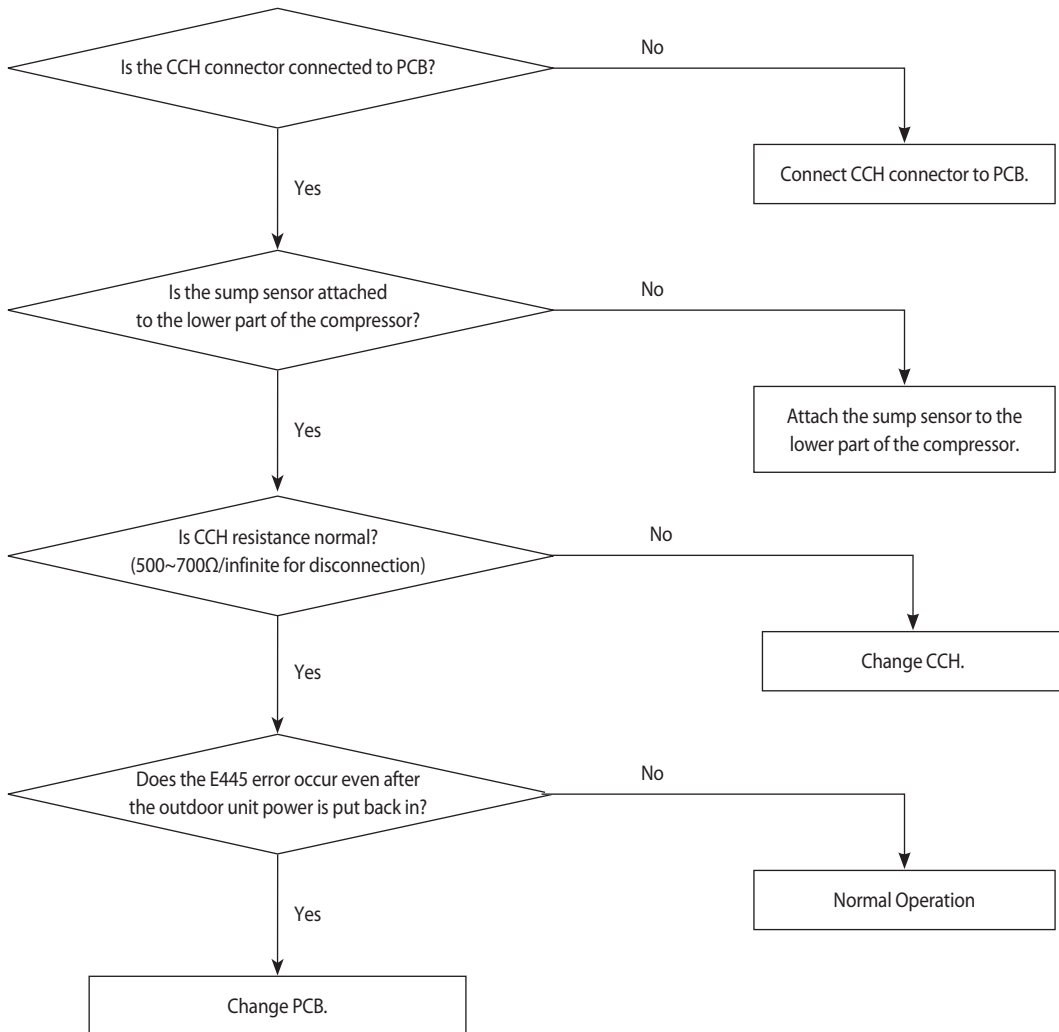 Is the CCH connector connected to PCB?
No
Connect CCH connector to PCB.
Yes
Is the sump sensor attached
to the lower part of the compressor?
No
Attach the sump sensor to the
lower part of the compressor.
Yes
Is CCH resistance normal?
(500~700Ω/infinite for disconnection)
No
Change CCH.
Yes
Does the E445 error occur even after
the outdoor unit power is put back in?
No
Normal Operation
Yes
Change PCB.